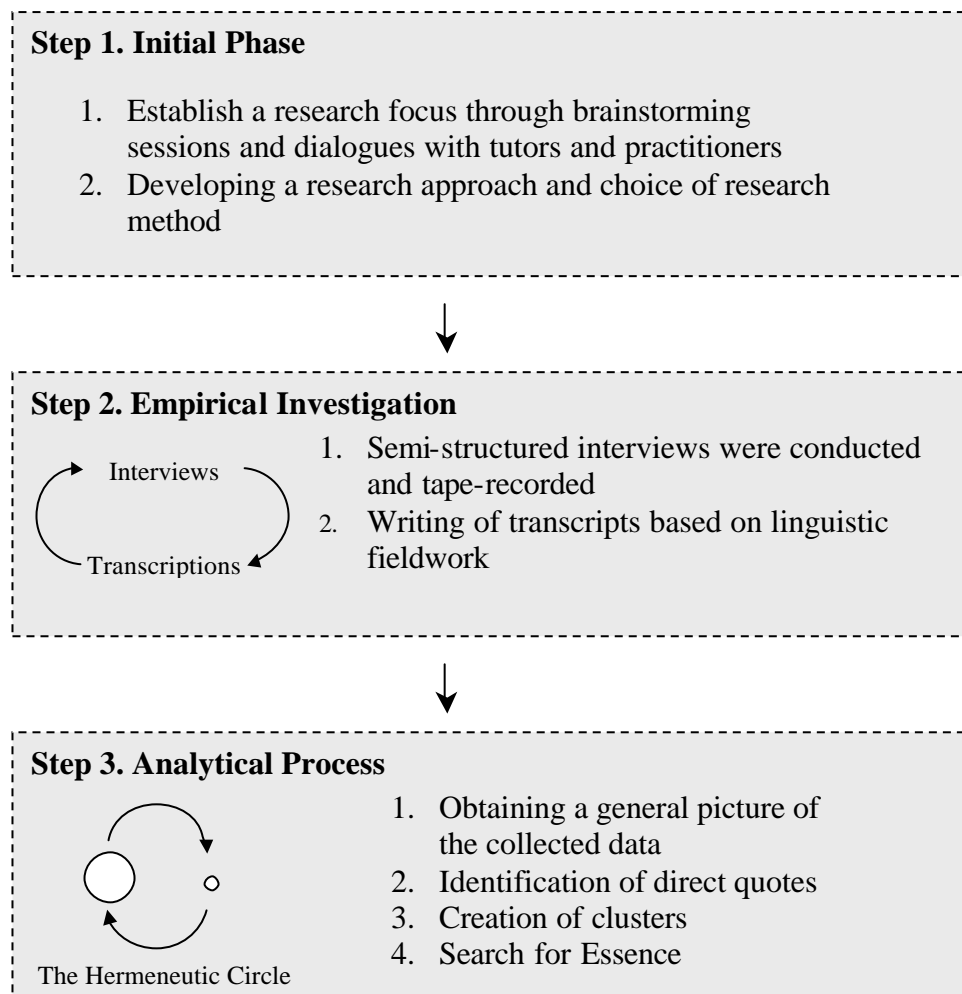 Step 1. Initial Phase
1. Establish a research focus through brainstorming
sessions and dialogues with tutors and practitioners
2. Developing a research approach and choice of research
method
Step 2. Empirical Investigation
Interviews
Transcriptions
1. Semi-structured interviews were conducted
and tape-recorded
2. Writing of transcripts based on linguistic
fieldwork
Step 3. Analytical Process
The Hermeneutic Circle
1. Obtaining a general picture of
the collected data
2. Identification of direct quotes
3. Creation of clusters
4. Search for Essence